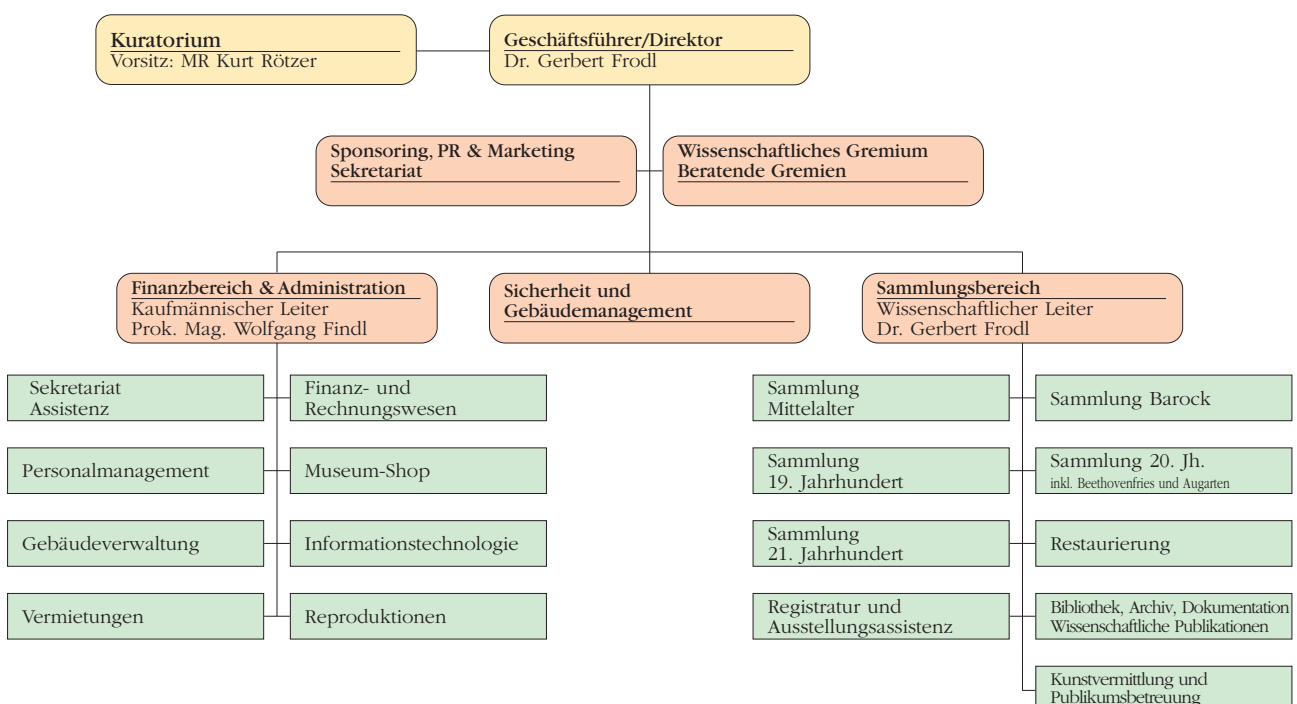 Kuratorium
Vorsitz: MR Kurt Rötzer
Geschäftsführer/Direktor
Dr. Gerbert Frodl
Sponsoring, PR & Marketing
Sekretariat
Wissenschaftliches Gremium
Beratende Gremien
Finanzbereich & Administration
Kaufmännischer Leiter
Prok. Mag. Wolfgang Findl
Sicherheit und
Gebäudemanagement
Sammlungsbereich
Wissenschaftlicher Leiter
Dr. Gerbert Frodl
Sekretariat
Assistenz
Finanz- und
Rechnungswesen
Personalmanagement
Museum-Shop
Gebäudeverwaltung
Informationstechnologie
Vermietungen
Reproduktionen
Sammlung
Mittelalter
Sammlung Barock
Sammlung
19. Jahrhundert
Sammlung 20. Jh.
inkl. Beethovenfries und Augarten
Sammlung
21. Jahrhundert
Restaurierung
Registratur und
Ausstellungsassistenz
Bibliothek, Archiv, Dokumentation
Wissenschaftliche Publikationen
Kunstvermittlung und
Publikumsbetreuung